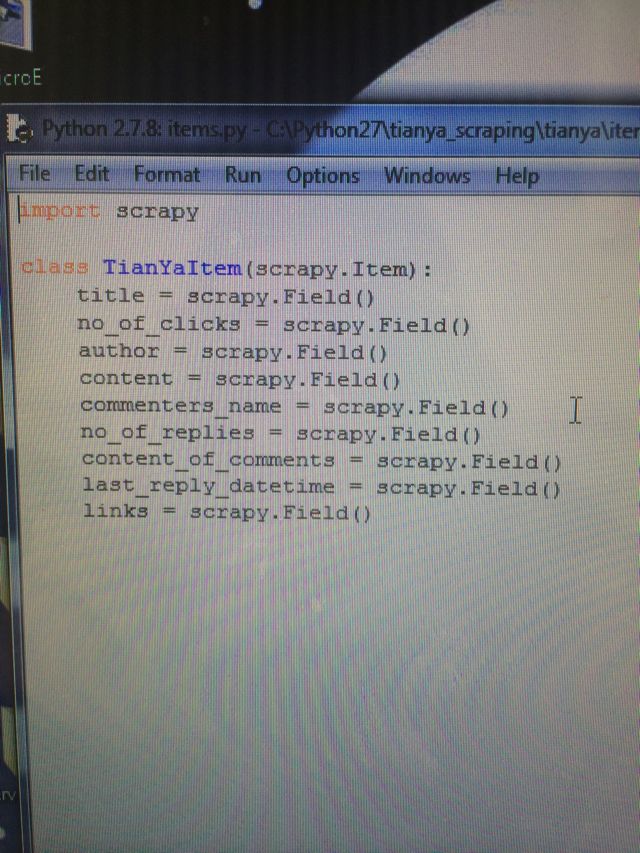 icroE
Python 2.7.8: items.py - C:\Python27\tianya_scraping\tianya\iter
File Edit Format Run Options Windows Help
import scrapy
class TianYaItem(scrapy.Item):
title = scrapy.Field()
no_of_clicks = scrapy.Field()
author = scrapy.Field()
content = scrapy.Field()
commenters_name = scrapy.Field()
no_of_replies = scrapy.Field()
content_of_comments = scrapy.Field()
last_reply_datetime = scrapy.Field()
links = scrapy.Field()